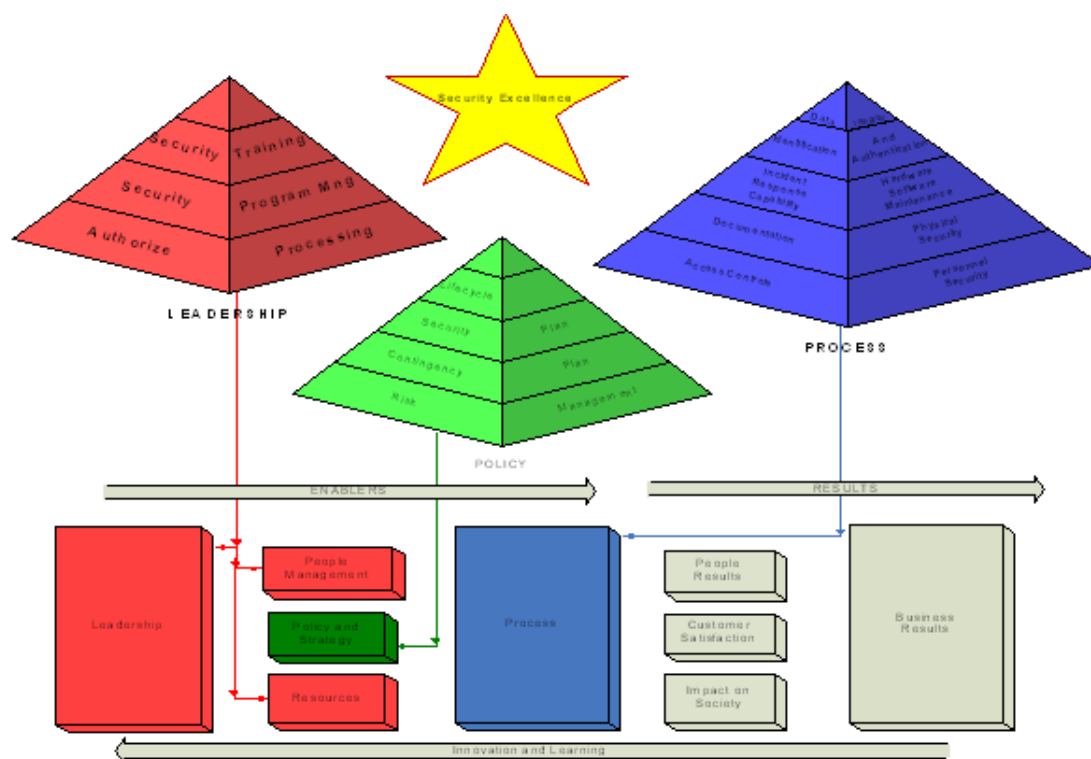 Security Excellence
Security Training
Security Program Mng
Authorize Processing
LEADERSHIP
Data
Identification And Authentication
Incident Response Capability
Hardware Software Maintenance
Documentation
Physical Security
Access Controls
Personnel Security
PROCESS
Lifecycle
Security Plan
Contingency Plan
Risk Management
POLICY
ENABLERS
RESULTS
Leadership
People
Management
Policy and
Strategy
Resources
Process
People
Results
Customer
Satisfaction
Impact on
Society
Business
Results
Innovation and Learning